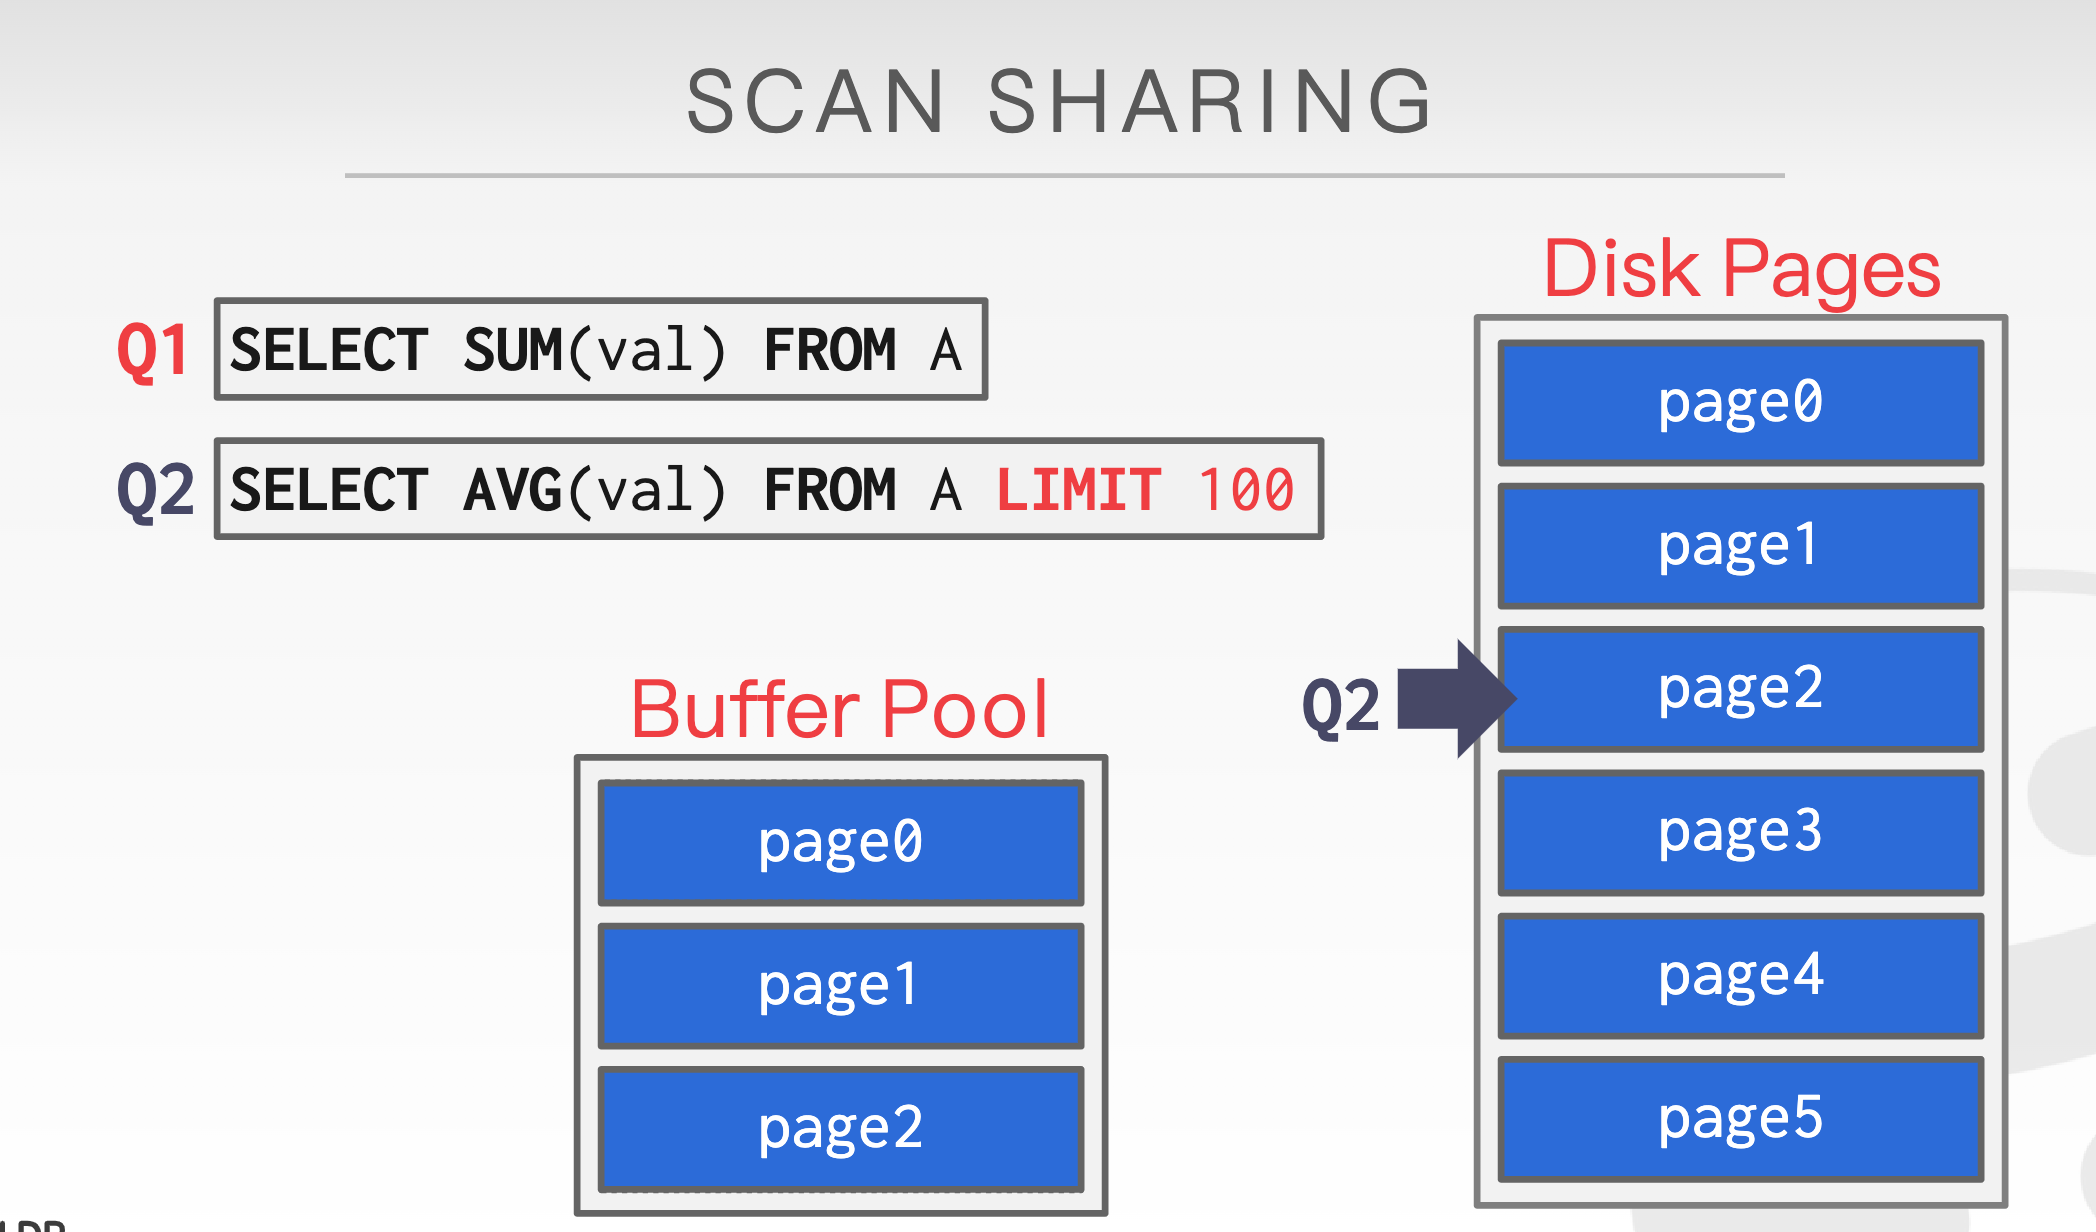 SCAN SHARING
Q1 SELECT SUM(val) FROM A
Q2 SELECT AVG(val) FROM A LIMIT 100
Disk Pages
page0
page1
Q2 page2
page3
page4
page5
Buffer Pool
page0
page1
page2